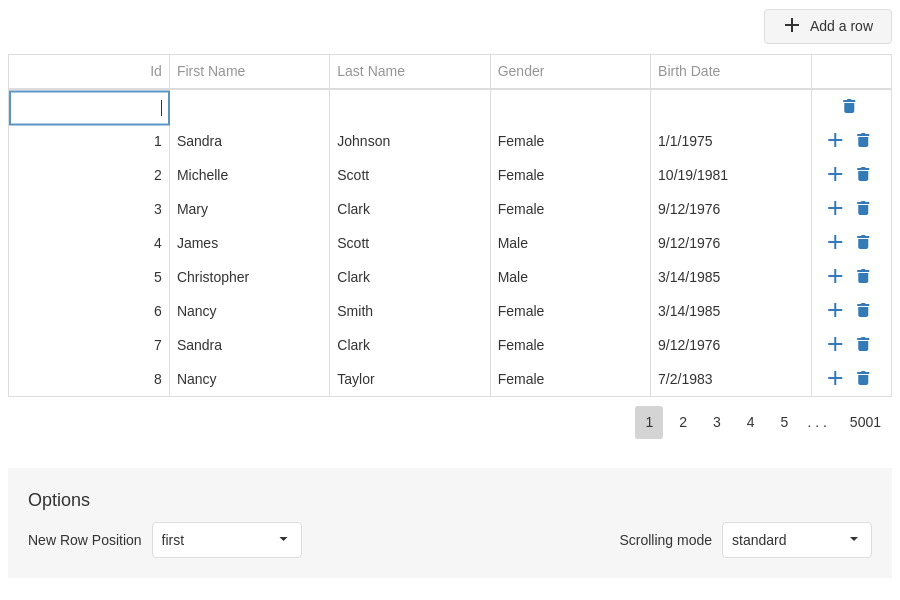 Add a row
Id First Name Last Name Gender Birth Date
1 Sandra Johnson Female 1/1/1975
2 Michelle Scott Female 10/19/1981
3 Mary Clark Female 9/12/1976
4 James Scott Male 9/12/1976
5 Christopher Clark Male 3/14/1985
6 Nancy Smith Female 3/14/1985
7 Sandra Clark Female 9/12/1976
8 Nancy Taylor Female 7/2/1983
1 2 3 4 5 . . . 5001
Options
New Row Position first Scrolling mode standard